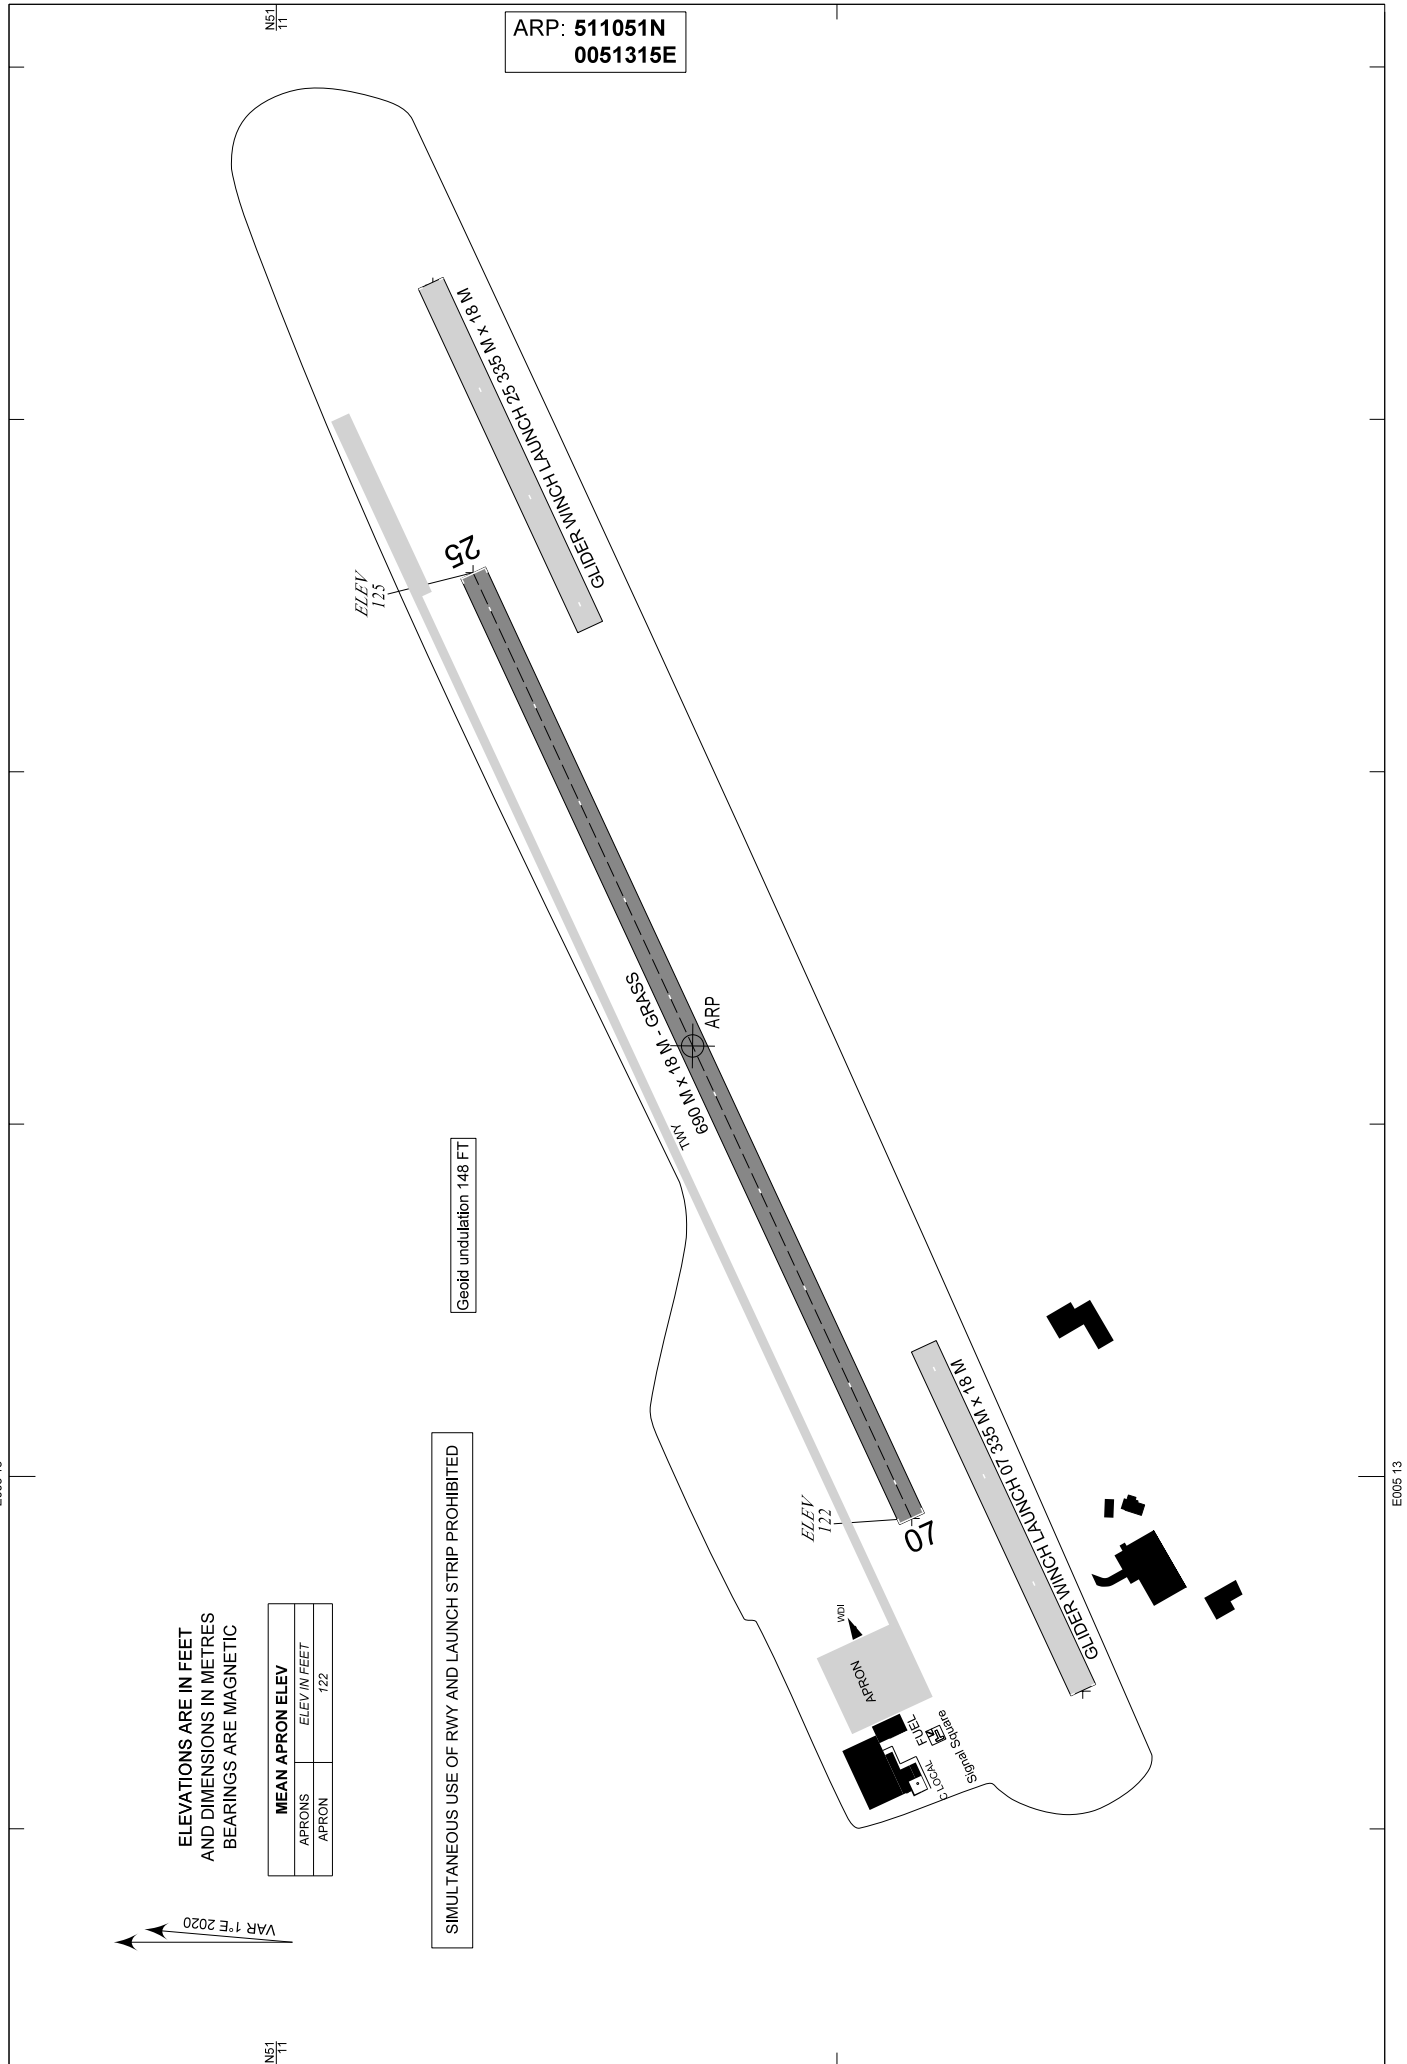 ARP: 511051N
0051315E
N51
11
25
ELEV
125
GLIDER WINCH LAUNCH 25 335 M x 18 M
690 M x 18 M - GRASS
TWY
ARP
Geoid undulation 148 FT
SIMULTANEOUS USE OF RWY AND LAUNCH STRIP PROHIBITED
ELEV
122
07
GLIDER WINCH LAUNCH 07 335 M x 18 M
E005 13
WDI
APRON
FUEL
C LOCAL
Signal Square
ELEVATIONS ARE IN FEET
AND DIMENSIONS IN METRES
BEARINGS ARE MAGNETIC
MEAN APRON ELEV
APRONS ELEV IN FEET
APRON 122
VAR 1°E 2020
N51
11